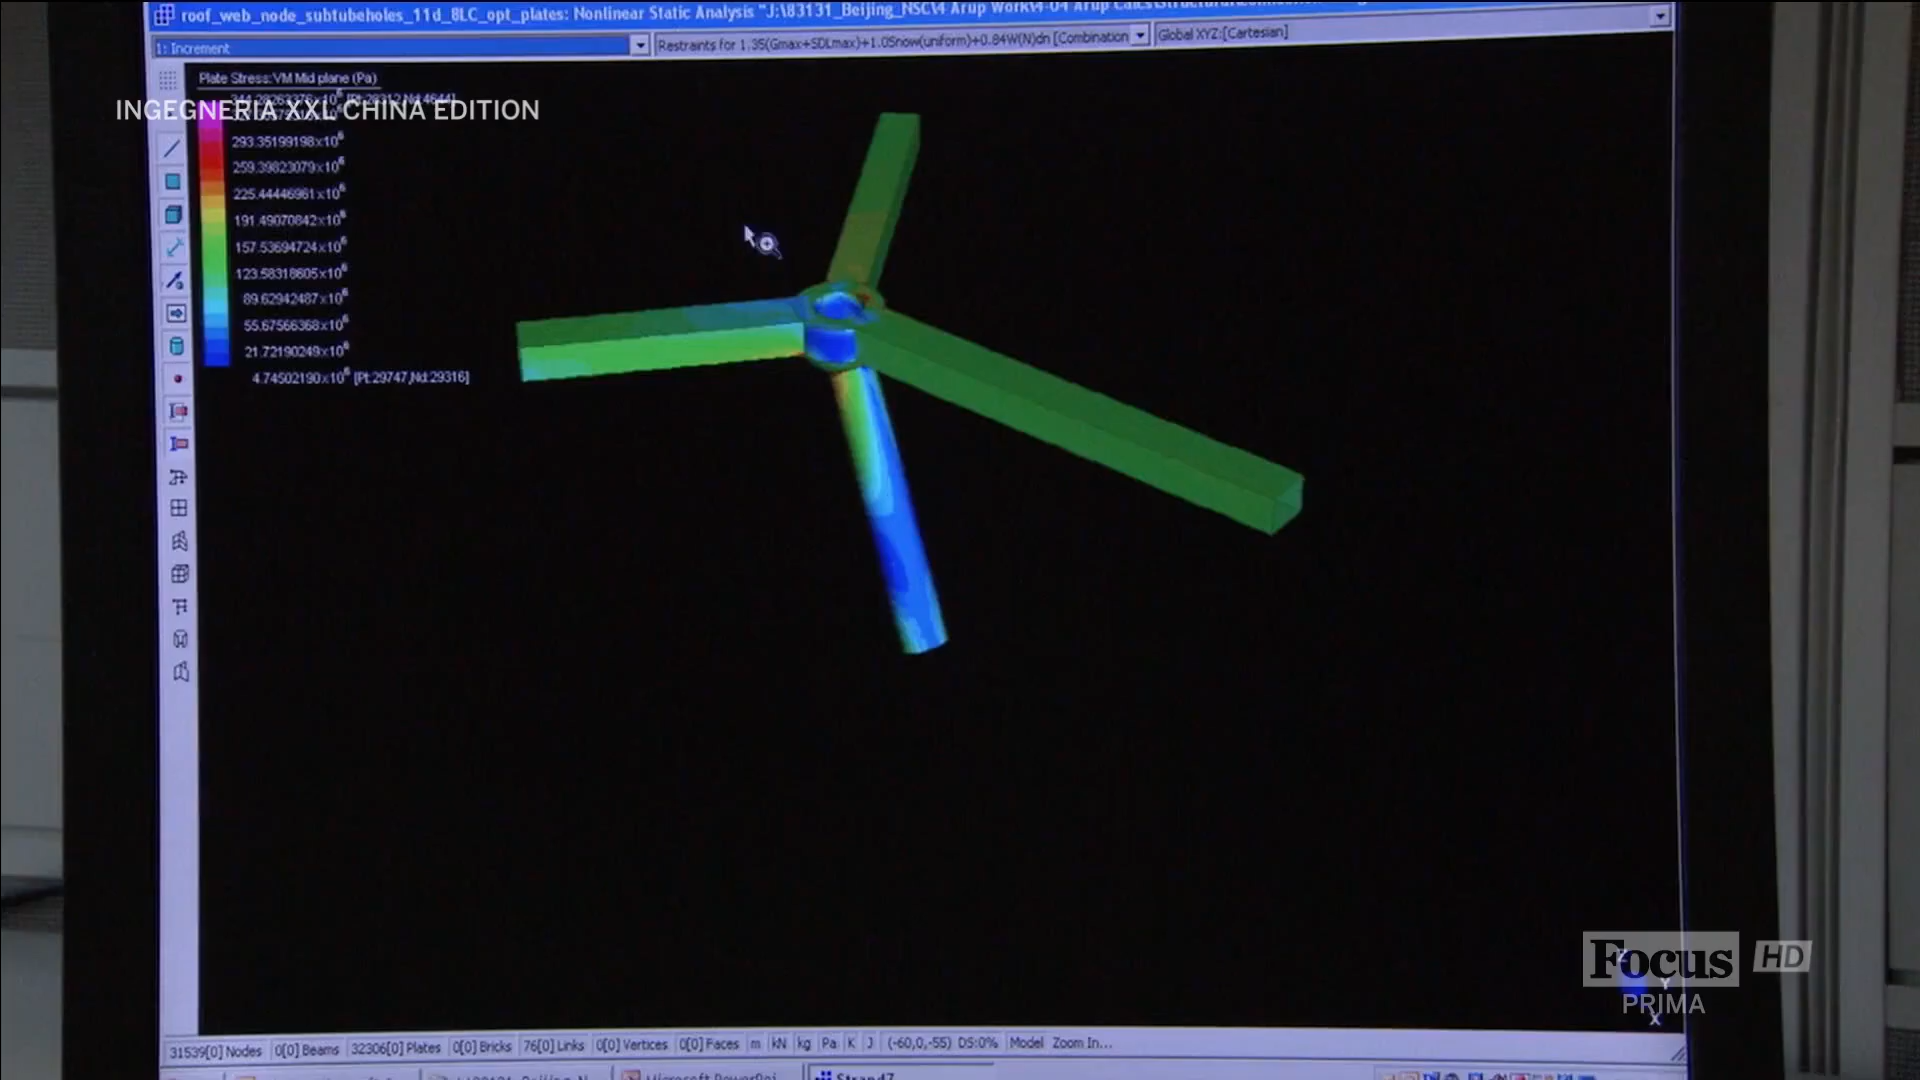 roof_web_node_subtubeholes_11d_8LC_opt_plates: Nonlinear Static Analysis "J:\83131_Beijing_NSC\4 Arup Work\4-04 Arup Calcs\
1: Increment
Restraints for 1.35(Gmax+SDLmax)+1.0Snow(uniform)+0.84W(N)dn [Combination
Global XYZ:[Cartesian]
Plate Stress:VM Mid plane (Pa)
INGEGNERIA XXL CHINA EDITION
293.35199198x10⁶
259.39823079x10⁶
225.44446961x10⁶
191.49070842x10⁶
157.53694724x10⁶
123.58318605x10⁶
89.62942487x10⁶
55.67566368x10⁶
21.72190249x10⁶
4.74502190x10⁶ [Pt:29747,Nd:29316]
Focus HD
PRIMA
Z
Y
X
31539[0] Nodes 0[0] Beams 32306[0] Plates 0[0] Bricks 76[0] Links 0[0] Vertices 0[0] Faces m kN kg Pa K J (-60,0,-55) DS:0% Model Zoom In...
Strand7